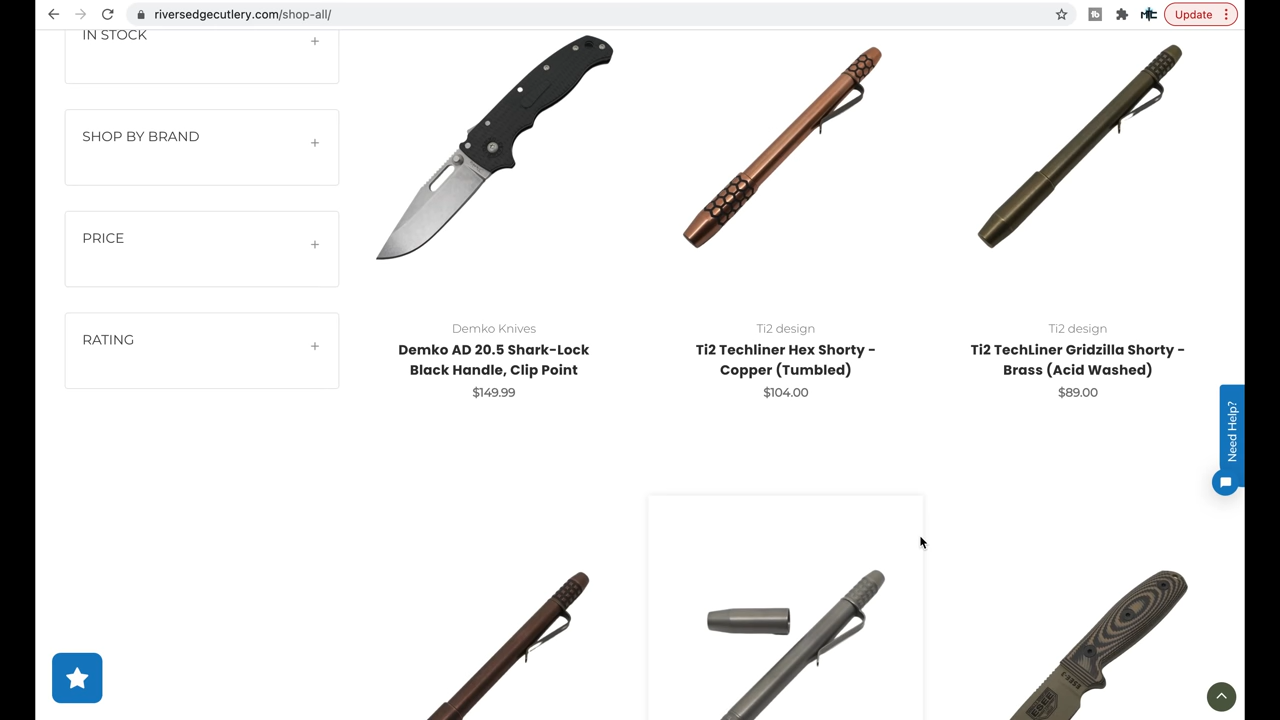 riversedgecutlery.com/shop-all/
Update
IN STOCK
SHOP BY BRAND
PRICE
RATING
Demko Knives
Demko AD 20.5 Shark-Lock
Black Handle, Clip Point
$149.99
Ti2 design
Ti2 Techliner Hex Shorty -
Copper (Tumbled)
$104.00
Ti2 design
Ti2 TechLiner Gridzilla Shorty -
Brass (Acid Washed)
$89.00
Need Help?
ESEE